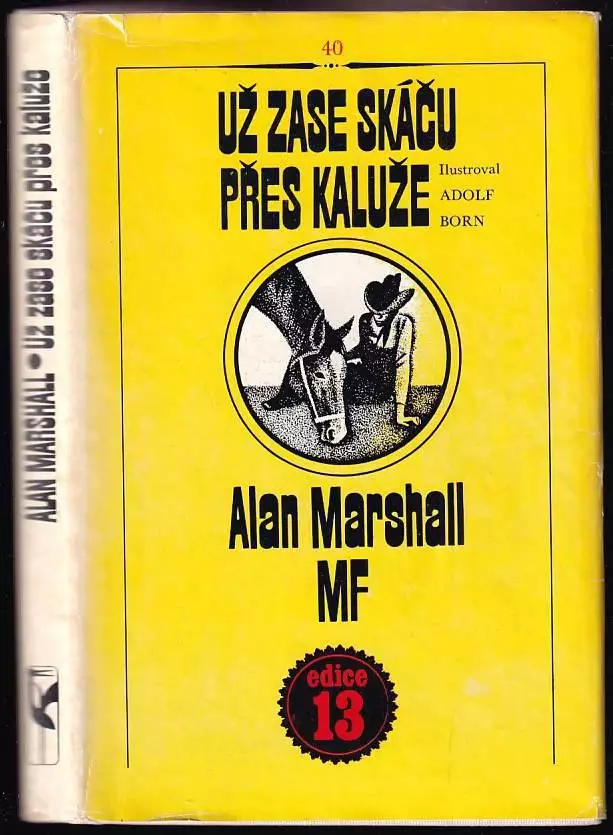 40
UŽ ZASE SKÁČU
PŘES KALUŽE
Ilustroval
ADOLF
BORN
Alan Marshall
MF
edice
13
ALAN MARSHALL • Už zase skáču přes kaluže